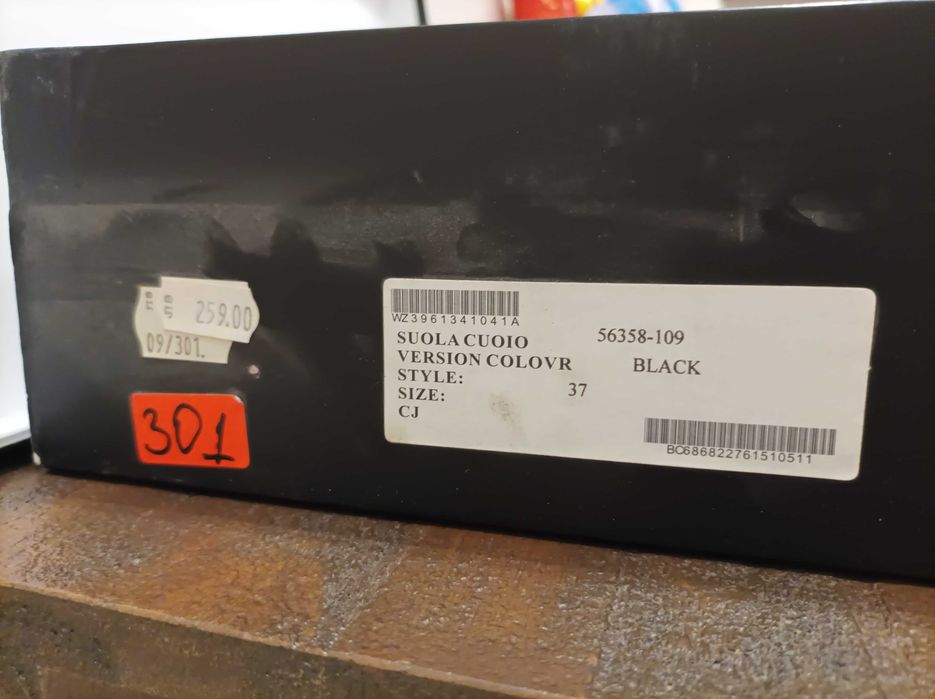 259.00
09/301.
301
WZ3961341041A
SUOLA CUOIO 56358-109
VERSION COLOVR BLACK
STYLE:
SIZE: 37
CJ
BC686822761510511